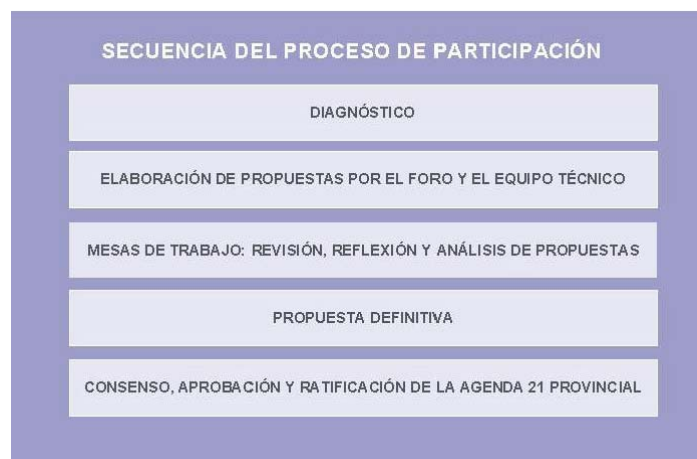 SECUENCIA DEL PROCESO DE PARTICIPACIÓN
DIAGNÓSTICO
ELABORACIÓN DE PROPUESTAS POR EL FORO Y EL EQUIPO TÉCNICO
MESAS DE TRABAJO: REVISIÓN, REFLEXIÓN Y ANÁLISIS DE PROPUESTAS
PROPUESTA DEFINITIVA
CONSENSO, APROBACIÓN Y RATIFICACIÓN DE LA AGENDA 21 PROVINCIAL